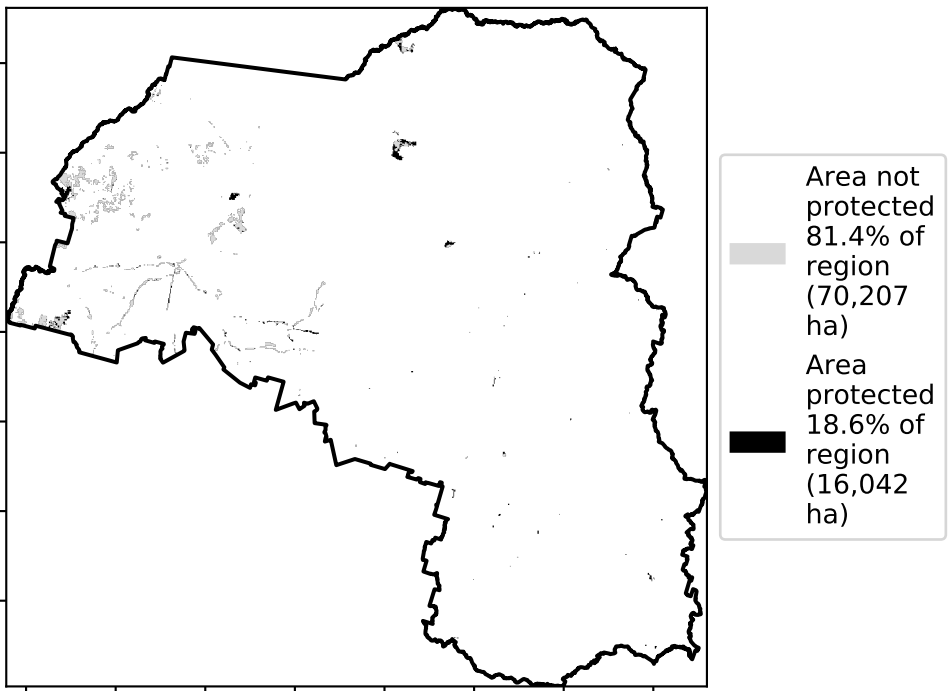 Area not
protected
81.4% of
region
(70,207
ha)
Area
protected
18.6% of
region
(16,042
ha)